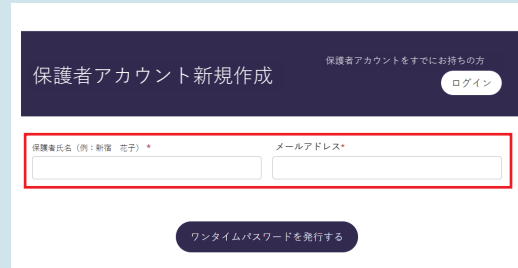 保護者アカウントをすでにお持ちの方
保護者アカウント新規作成
ログイン
保護者氏名（例：新宿　花子） *
メールアドレス*
ワンタイムパスワードを発行する